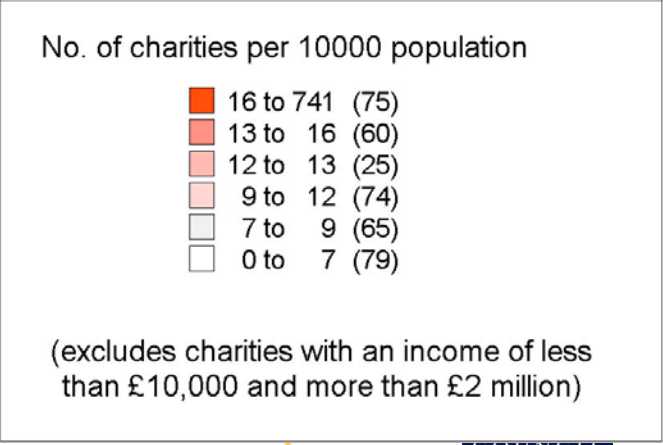 No. of charities per 10000 population
16 to 741 (75)
13 to 16 (60)
12 to 13 (25)
9 to 12 (74)
7 to 9 (65)
0 to 7 (79)
(excludes charities with an income of less
than £10,000 and more than £2 million)